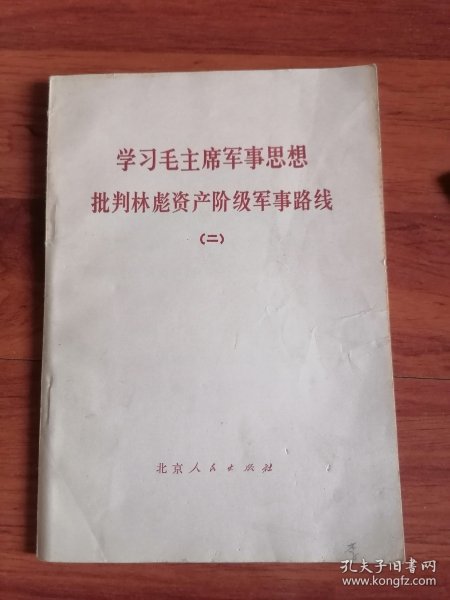 学习毛主席军事思想
批判林彪资产阶级军事路线
(二)
北京人民出版社
孔夫子旧书网
www.kongfz.com